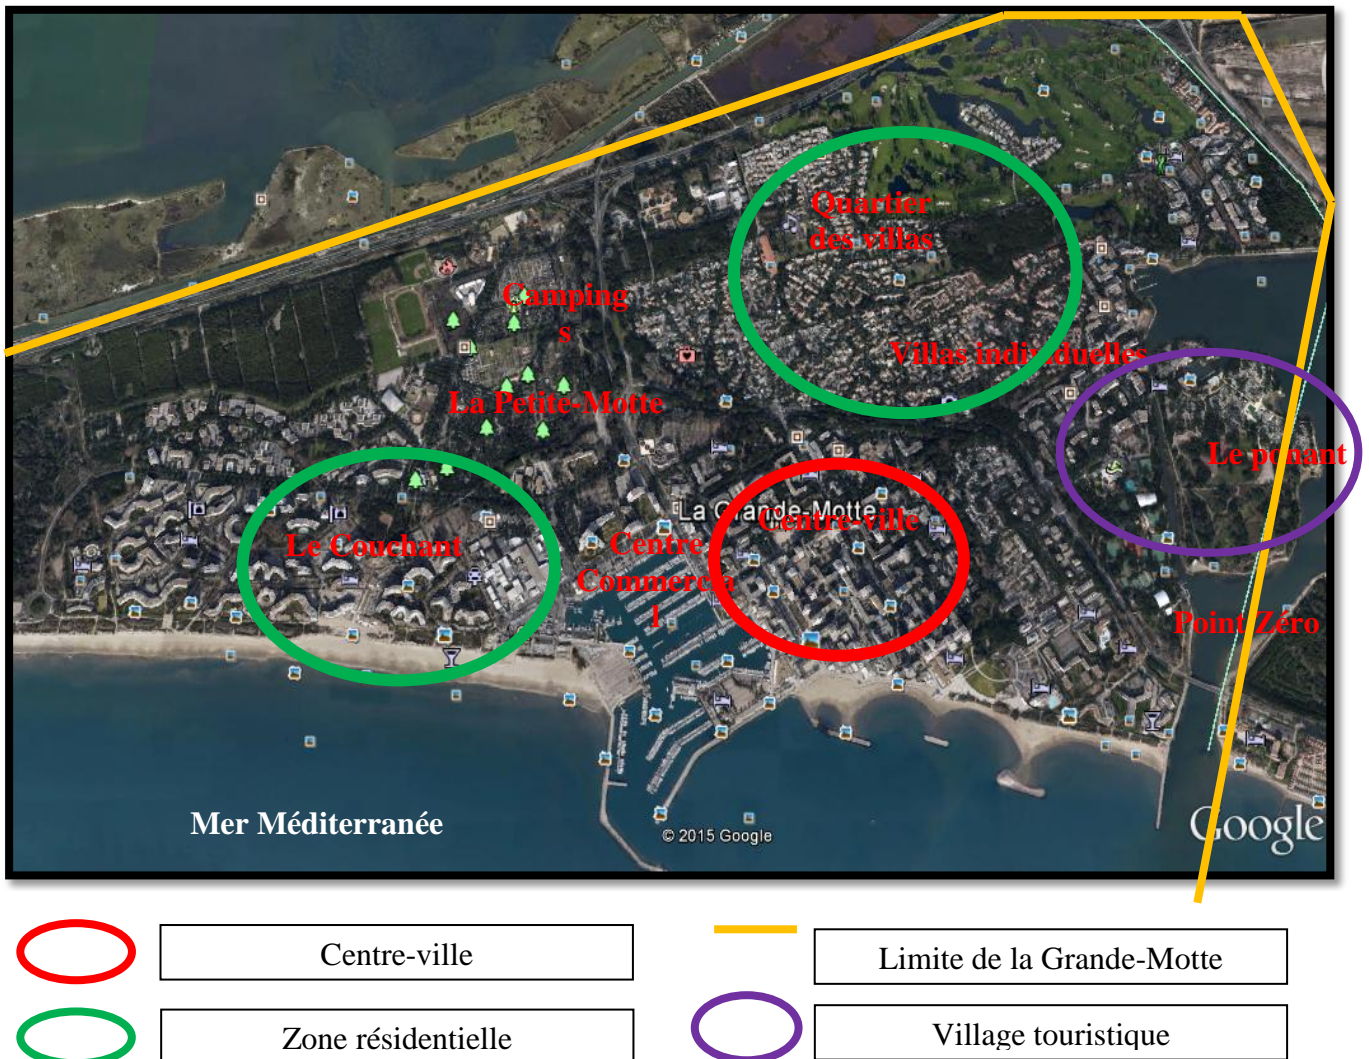 Quartier
des villas
Camping
s
Villas individuelles
La Petite-Motte
Le ponant
La Grande-Motte
Centre-ville
Le Couchant
Centre
Commercia
l
Point Zéro
Mer Méditerranée
© 2015 Google
Google
Centre-ville
Limite de la Grande-Motte
Zone résidentielle
Village touristique